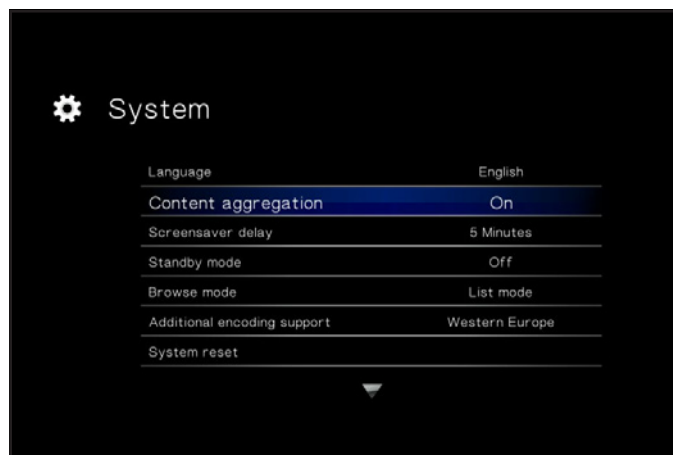 System
Language English
Content aggregation On
Screensaver delay 5 Minutes
Standby mode Off
Browse mode List mode
Additional encoding support Western Europe
System reset